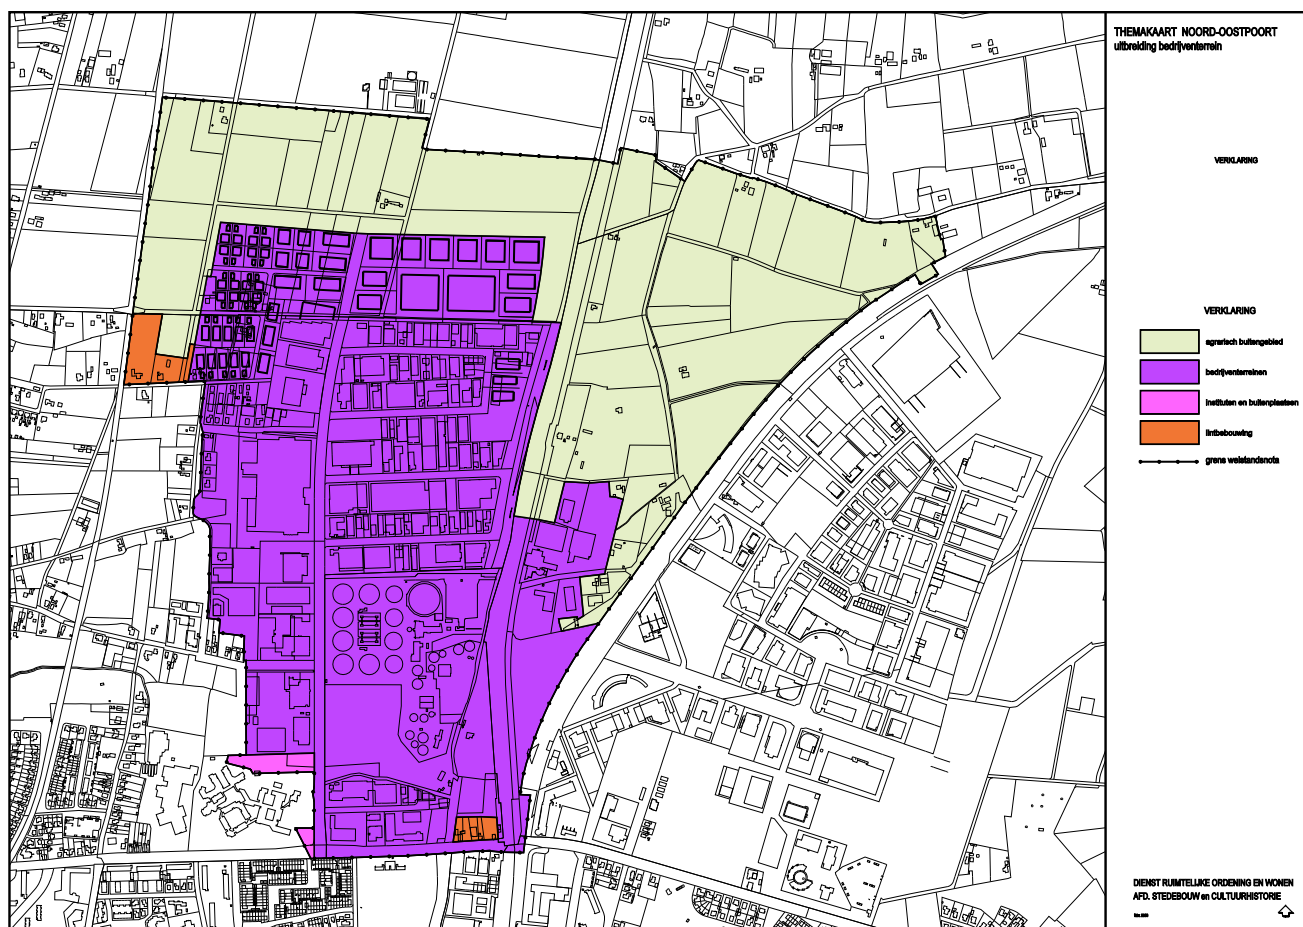 THEMAKAART NOORD-OOSTPOORT
uitbreiding bedrijventerrein
VERKLARING
VERKLARING
agrarisch buitengebied
bedrijventerreinen
instituten en buitenplaatsen
lintbebouwing
grens welstandsnota
DIENST RUIMTELIJKE ORDENING EN WONEN
AFD. STEDEBOUW en CULTUURHISTORIE